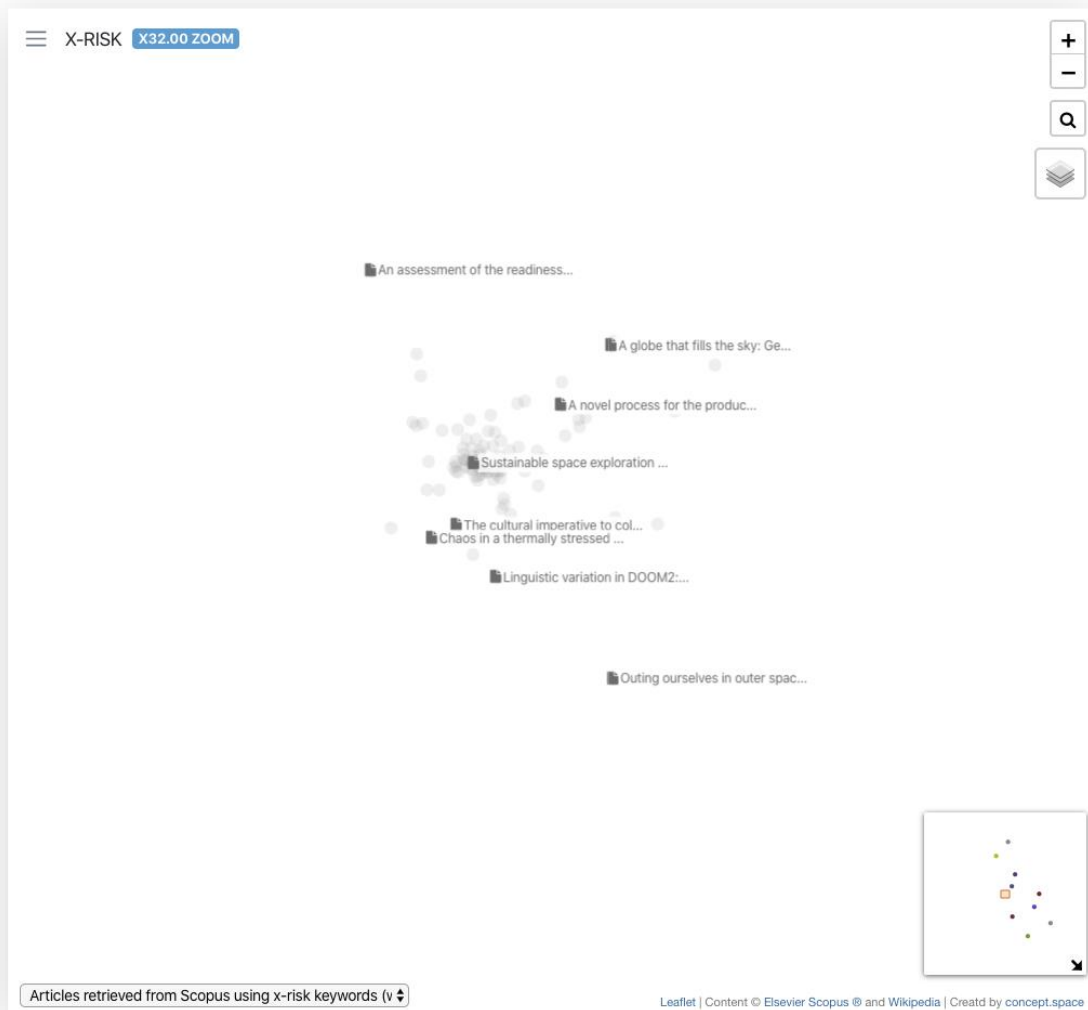 X-RISK X32.00 ZOOM
+
−
An assessment of the readiness...
A globe that fills the sky: Ge...
A novel process for the produc...
Sustainable space exploration ...
The cultural imperative to col...
Chaos in a thermally stressed ...
Linguistic variation in DOOM2:...
Outing ourselves in outer spac...
Articles retrieved from Scopus using x-risk keywords (v
Leaflet | Content © Elsevier Scopus ® and Wikipedia | Creatd by concept.space